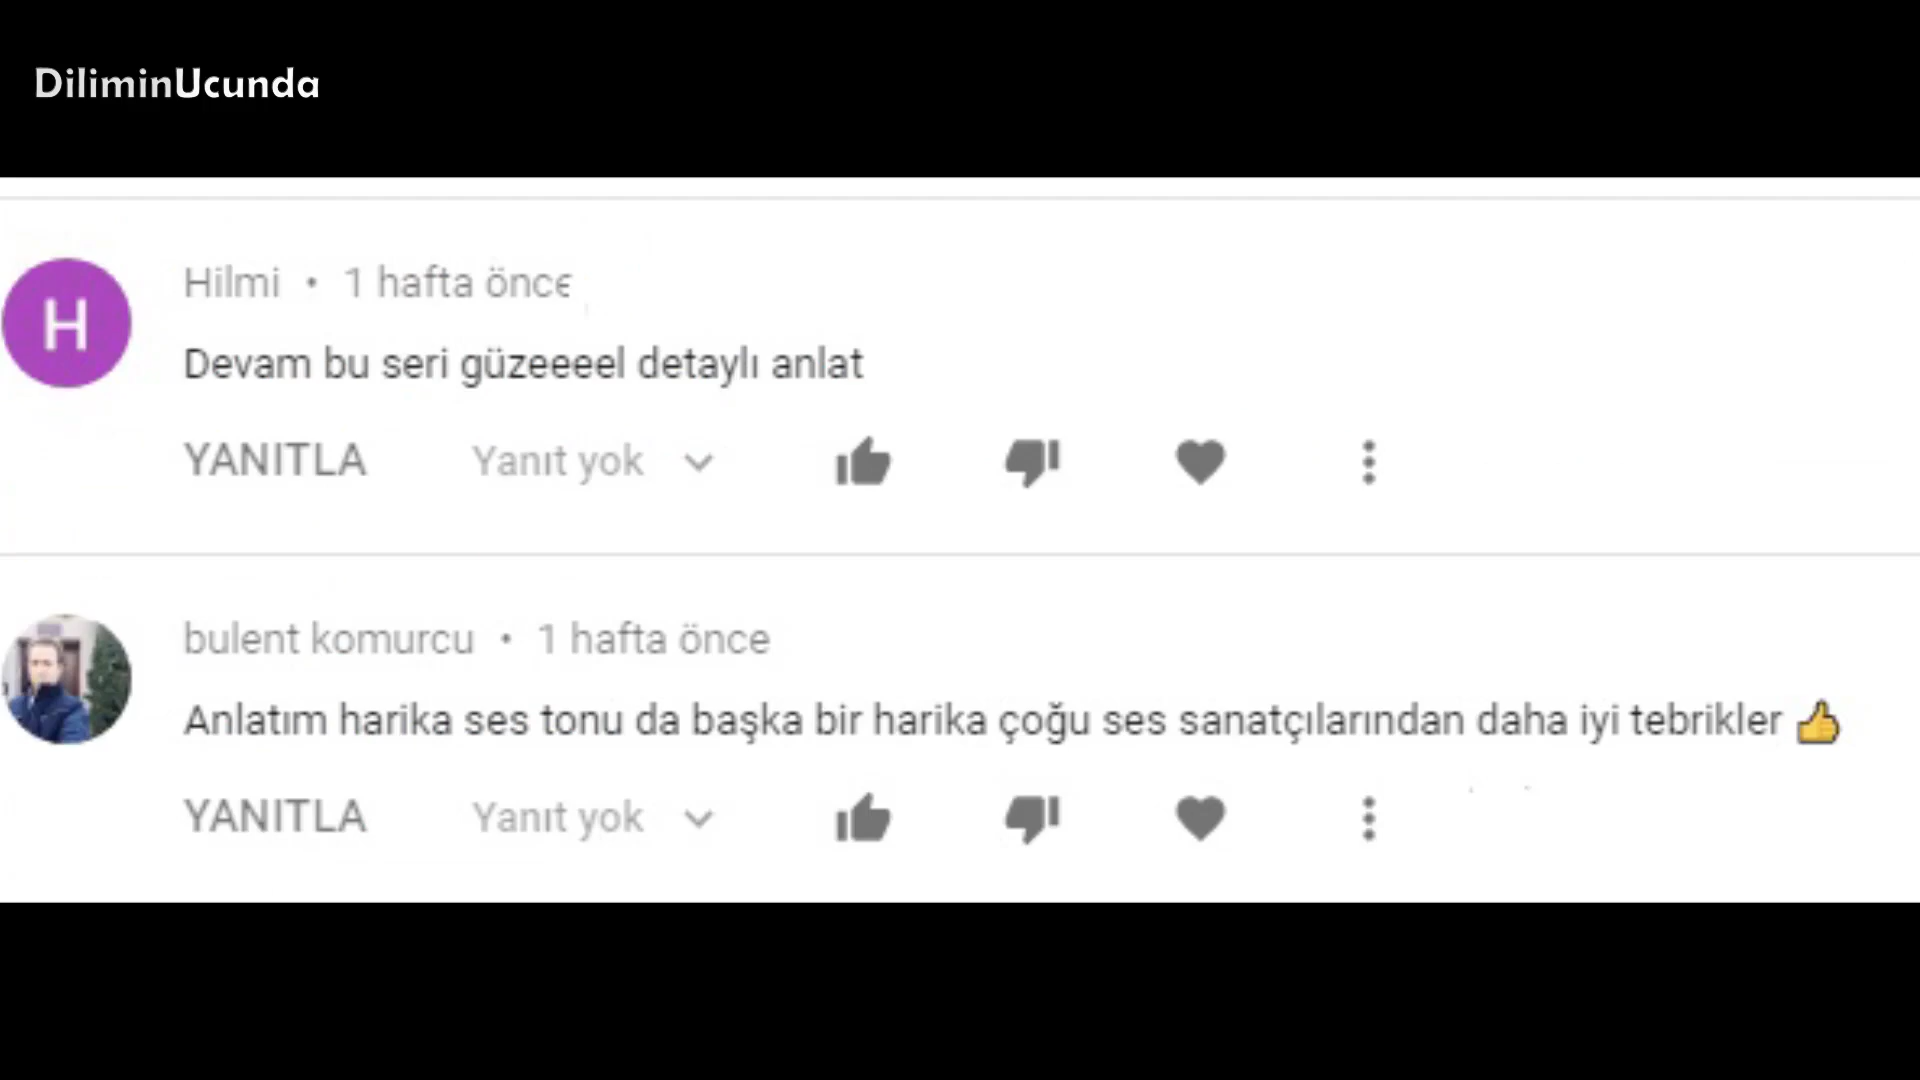 DiliminUcunda
H
Hilmi • 1 hafta önce
Devam bu seri güzeeeel detaylı anlat
YANITLA Yanıt yok
bulent komurcu • 1 hafta önce
Anlatım harika ses tonu da başka bir harika çoğu ses sanatçılarından daha iyi tebrikler 👍
YANITLA Yanıt yok